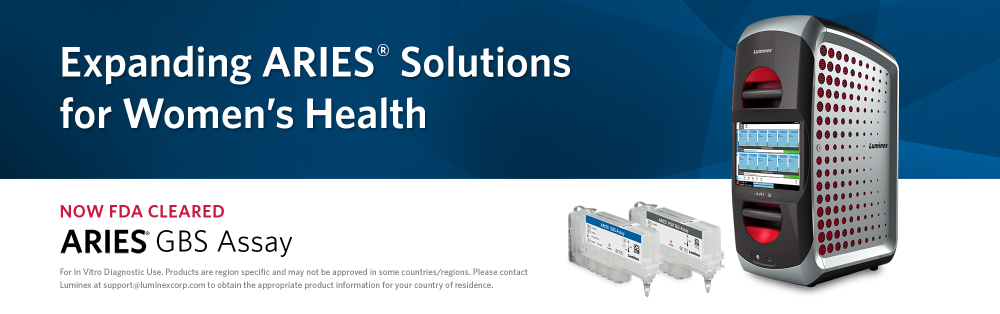 Expanding ARIES® Solutions
for Women's Health
NOW FDA CLEARED
ARIES® GBS Assay
For In Vitro Diagnostic Use. Products are region specific and may not be approved in some countries/regions. Please contact
Luminex at support@luminexcorp.com to obtain the appropriate product information for your country of residence.
ARIES® GBS Assay
Luminex
ARIES® HSV 1&2 Assay
Luminex
Luminex
ARIES
Luminex